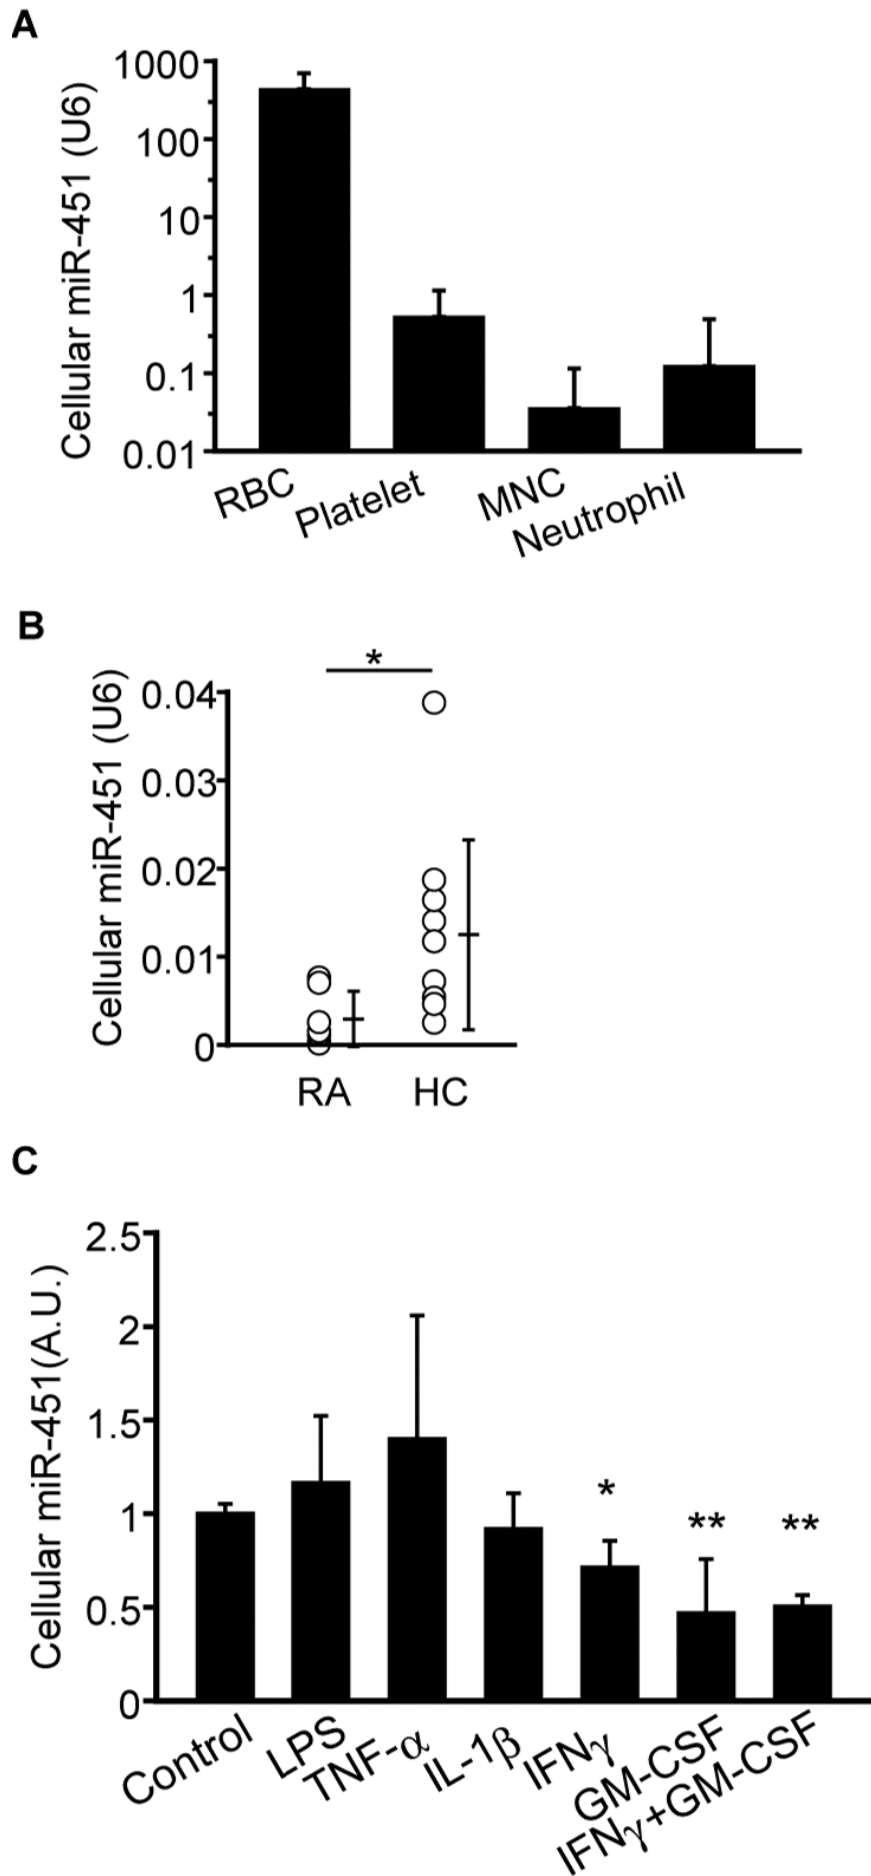 A
Cellular miR-451 (U6)
1000
100
10
1
0.1
0.01
RBC
Platelet
MNC
Neutrophil
B
Cellular miR-451 (U6)
*
0.04
0.03
0.02
0.01
0
RA
HC
C
Cellular miR-451(A.U.)
2.5
2
1.5
1
0.5
0
*
**
**
Control
LPS
TNF-α
IL-1β
IFNγ
GM-CSF
IFNγ+GM-CSF